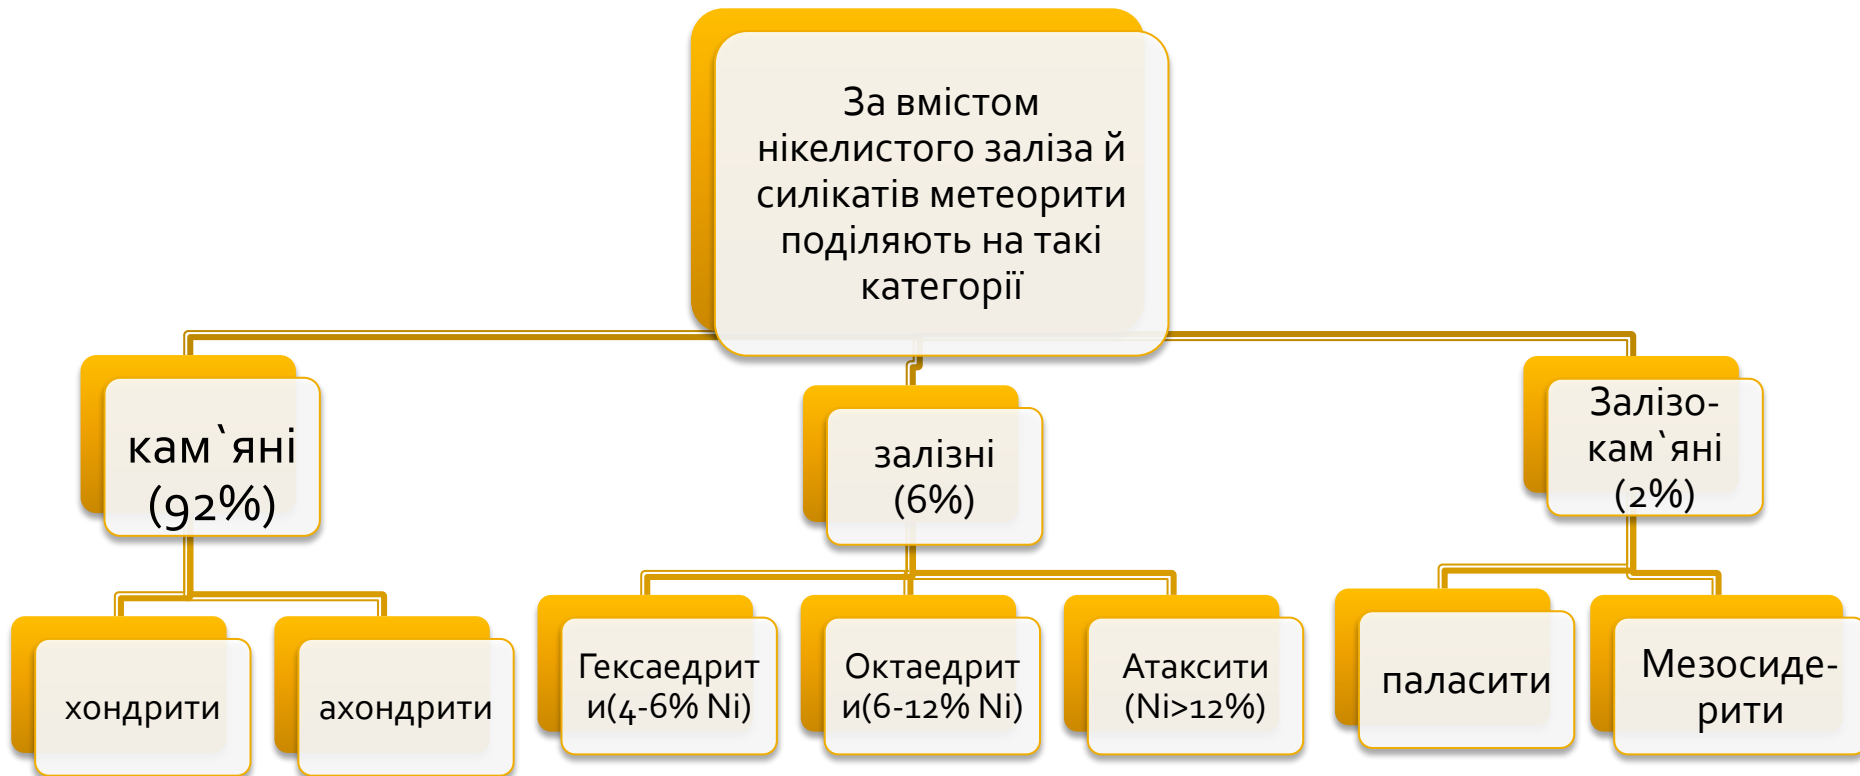 За вмістом
нікелистого заліза й
силікатів метеорити
поділяють на такі
категорії
кам`яні
(92%)
залізні
(6%)
Залізо-
кам`яні
(2%)
хондрити
ахондрити
Гексаедрит
и(4-6% Ni)
Октаедрит
и(6-12% Ni)
Атаксити
(Ni>12%)
паласити
Мезосиде-
рити